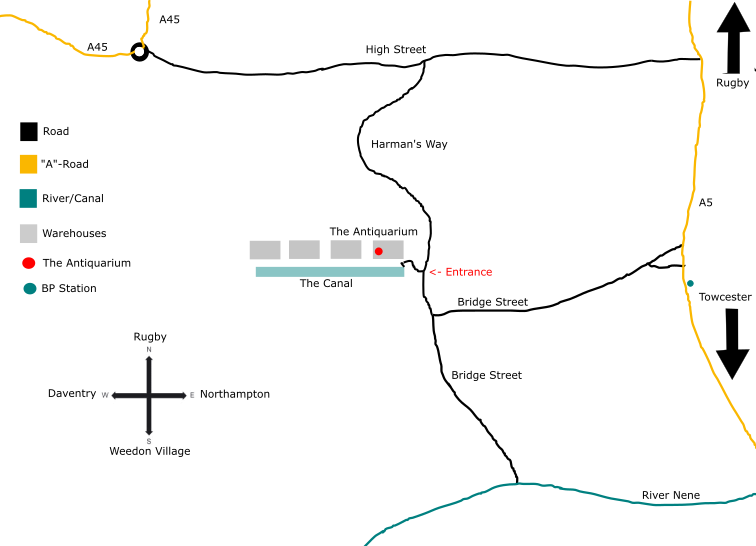 A45
A45
High Street
Rugby
Road
Harman's Way
"A"-Road
River/Canal
A5
Warehouses
The Antiquarium
The Antiquarium
<- Entrance
BP Station
The Canal
Towcester
Bridge Street
Rugby
N
Bridge Street
Daventry W
E Northampton
S
Weedon Village
River Nene